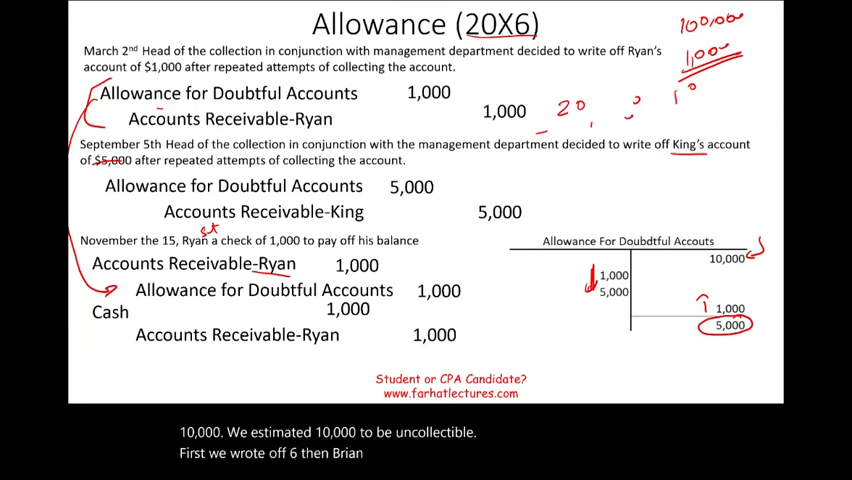 Allowance (20X6)
100,000
1,000
March 2nd Head of the collection in conjunction with management department decided to write off Ryan's
account of $1,000 after repeated attempts of collecting the account.
Allowance for Doubtful Accounts 1,000
Accounts Receivable-Ryan 1,000
September 5th Head of the collection in conjunction with the management department decided to write off King's account
of $5,000 after repeated attempts of collecting the account.
Allowance for Doubtful Accounts 5,000
Accounts Receivable-King 5,000
November the 15, Ryan a check of 1,000 to pay off his balance
Accounts Receivable-Ryan 1,000
Allowance for Doubtful Accounts 1,000
Cash 1,000
Accounts Receivable-Ryan 1,000
Allowance For Doubdtful Accouts
10,000
1,000
5,000
1,000
5,000
Student or CPA Candidate?
www.farhatlectures.com
10,000. We estimated 10,000 to be uncollectible.
First we wrote off 6 then Brian